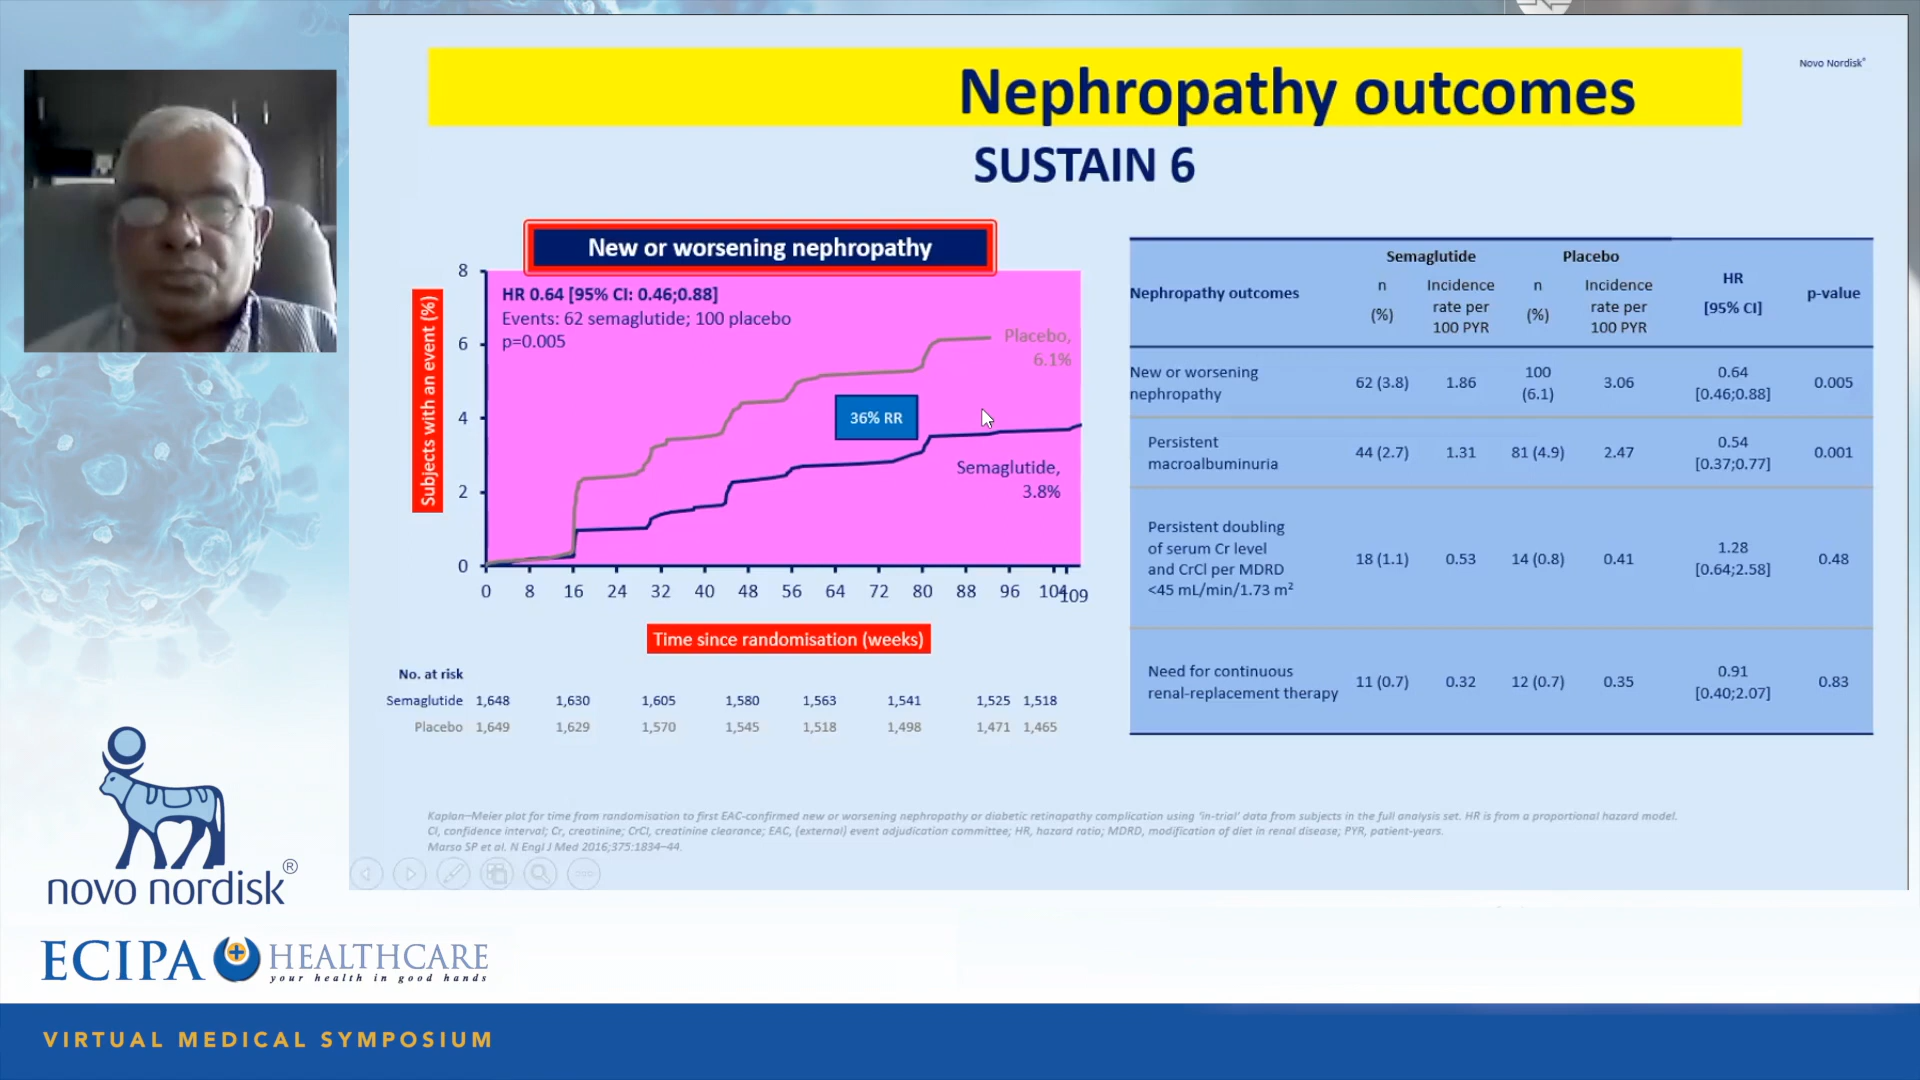 Nephropathy outcomes
Novo Nordisk®
SUSTAIN 6
New or worsening nephropathy
Subjects with an event (%)
8
6
4
2
0
HR 0.64 [95% CI: 0.46;0.88]
Events: 62 semaglutide; 100 placebo
p=0.005
Placebo,
6.1%
36% RR
Semaglutide,
3.8%
0 8 16 24 32 40 48 56 64 72 80 88 96 104 109
Time since randomisation (weeks)
No. at risk
Semaglutide 1,648 1,630 1,605 1,580 1,563 1,541 1,525 1,518
Placebo 1,649 1,629 1,570 1,545 1,518 1,498 1,471 1,465
Semaglutide Placebo
Nephropathy outcomes
n
(%)
Incidence
rate per
100 PYR
n
(%)
Incidence
rate per
100 PYR
HR
[95% CI]
p-value
New or worsening
nephropathy
62 (3.8)
1.86
100
(6.1)
3.06
0.64
[0.46;0.88]
0.005
Persistent
macroalbuminuria
44 (2.7)
1.31
81 (4.9)
2.47
0.54
[0.37;0.77]
0.001
Persistent doubling
of serum Cr level
and CrCl per MDRD
<45 mL/min/1.73 m²
18 (1.1)
0.53
14 (0.8)
0.41
1.28
[0.64;2.58]
0.48
Need for continuous
renal-replacement therapy
11 (0.7)
0.32
12 (0.7)
0.35
0.91
[0.40;2.07]
0.83
Kaplan–Meier plot for time from randomisation to first EAC-confirmed new or worsening nephropathy or diabetic retinopathy complication using 'in-trial' data from subjects in the full analysis set. HR is from a proportional hazard model.
CI, confidence interval; Cr, creatinine; CrCl, creatinine clearance; EAC, (external) event adjudication committee; HR, hazard ratio; MDRD, modification of diet in renal disease; PYR, patient-years.
Marso SP et al. N Engl J Med 2016;375:1834–44.
novo nordisk®
ECIPA HEALTHCARE
your health in good hands
VIRTUAL MEDICAL SYMPOSIUM